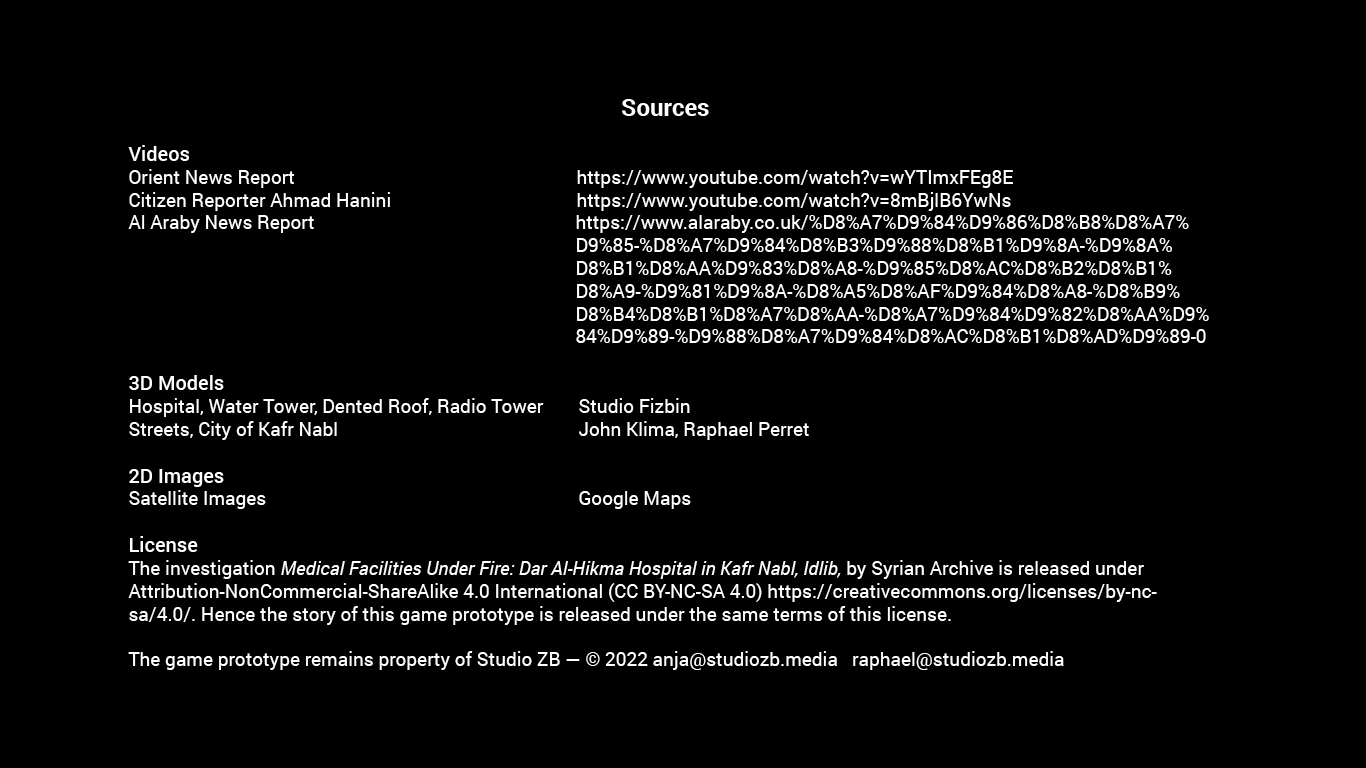 Sources
Videos
Orient News Report https://www.youtube.com/watch?v=wYTImxFEg8E
Citizen Reporter Ahmad Hanini https://www.youtube.com/watch?v=8mBjIB6YwNs
Al Araby News Report https://www.alaraby.co.uk/%D8%A7%D9%84%D9%86%D8%B8%D8%A7%
D9%85-%D8%A7%D9%84%D8%B3%D9%88%D8%B1%D9%8A-%D9%8A%
D8%B1%D8%AA%D9%83%D8%A8-%D9%85%D8%AC%D8%B2%D8%B1%
D8%A9-%D9%81%D9%8A-%D8%A5%D8%AF%D9%84%D8%A8-%D8%B9%
D8%B4%D8%B1%D8%A7%D8%AA-%D8%A7%D9%84%D9%82%D8%AA%D9%
84%D9%89-%D9%88%D8%A7%D9%84%D8%AC%D8%B1%D8%AD%D9%89-0
3D Models
Hospital, Water Tower, Dented Roof, Radio Tower Studio Fizbin
Streets, City of Kafr Nabl John Klima, Raphael Perret
2D Images
Satellite Images Google Maps
License
The investigation Medical Facilities Under Fire: Dar Al-Hikma Hospital in Kafr Nabl, Idlib, by Syrian Archive is released under
Attribution-NonCommercial-ShareAlike 4.0 International (CC BY-NC-SA 4.0) https://creativecommons.org/licenses/by-nc-
sa/4.0/. Hence the story of this game prototype is released under the same terms of this license.
The game prototype remains property of Studio ZB — © 2022 anja@studiozb.media raphael@studiozb.media